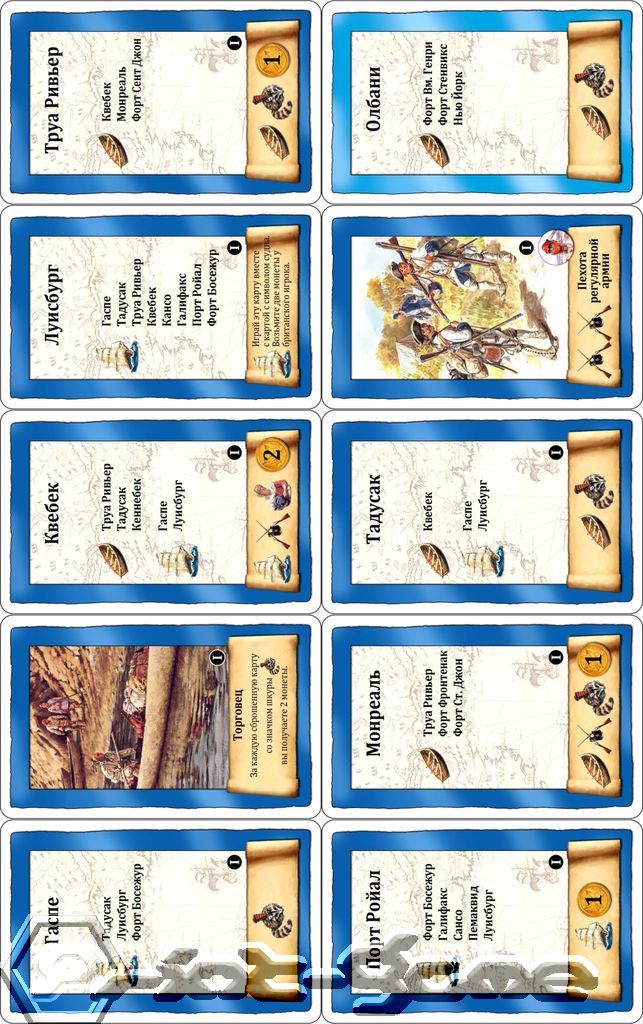 Гаспе
Тадусак
Луисбург
Форт Босежур
I
I
Торговец
За каждую сброшенную карту
со значком шкуры
вы получаете 2 монеты.
Квебек
Труа Ривьер
Тадусак
Кеннебек
Гаспе
Луисбург
I
2
Луисбург
Гаспе
Тадусак
Труа Ривьер
Квебек
Кансо
Галифакс
Порт Ройал
Форт Босежур
I
Играй эту карту вместе
с картой с символом судна.
Возьмите две монеты у
британского игрока.
Труа Ривьер
Квебек
Монреаль
Форт Сент Джон
I
1
Порт Ройал
Форт Босежур
Галифакс
Сансо
Пемаквид
Луисбург
I
1
Монреаль
Труа Ривьер
Форт Фронтенак
Форт Ст. Джон
I
1
Тадусак
Квебек
Гаспе
Луисбург
I
I
Пехота
регулярной
армии
Олбани
Форт Вм. Генри
Форт Стенвикс
Нью Йорк